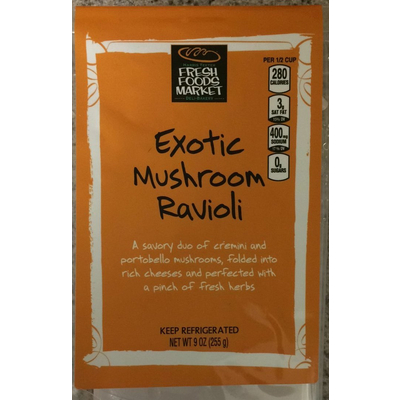 FRESH
FOODS
MARKET
PER 1/2 CUP
280
CALORIES
3g
SAT FAT
400mg
SODIUM
0g
SUGARS
Exotic
Mushroom
Ravioli
A savory duo of cremini and
portobello mushrooms, folded into
rich cheeses and perfected with
a pinch of fresh herbs
KEEP REFRIGERATED
NET WT 9 OZ (255 g)